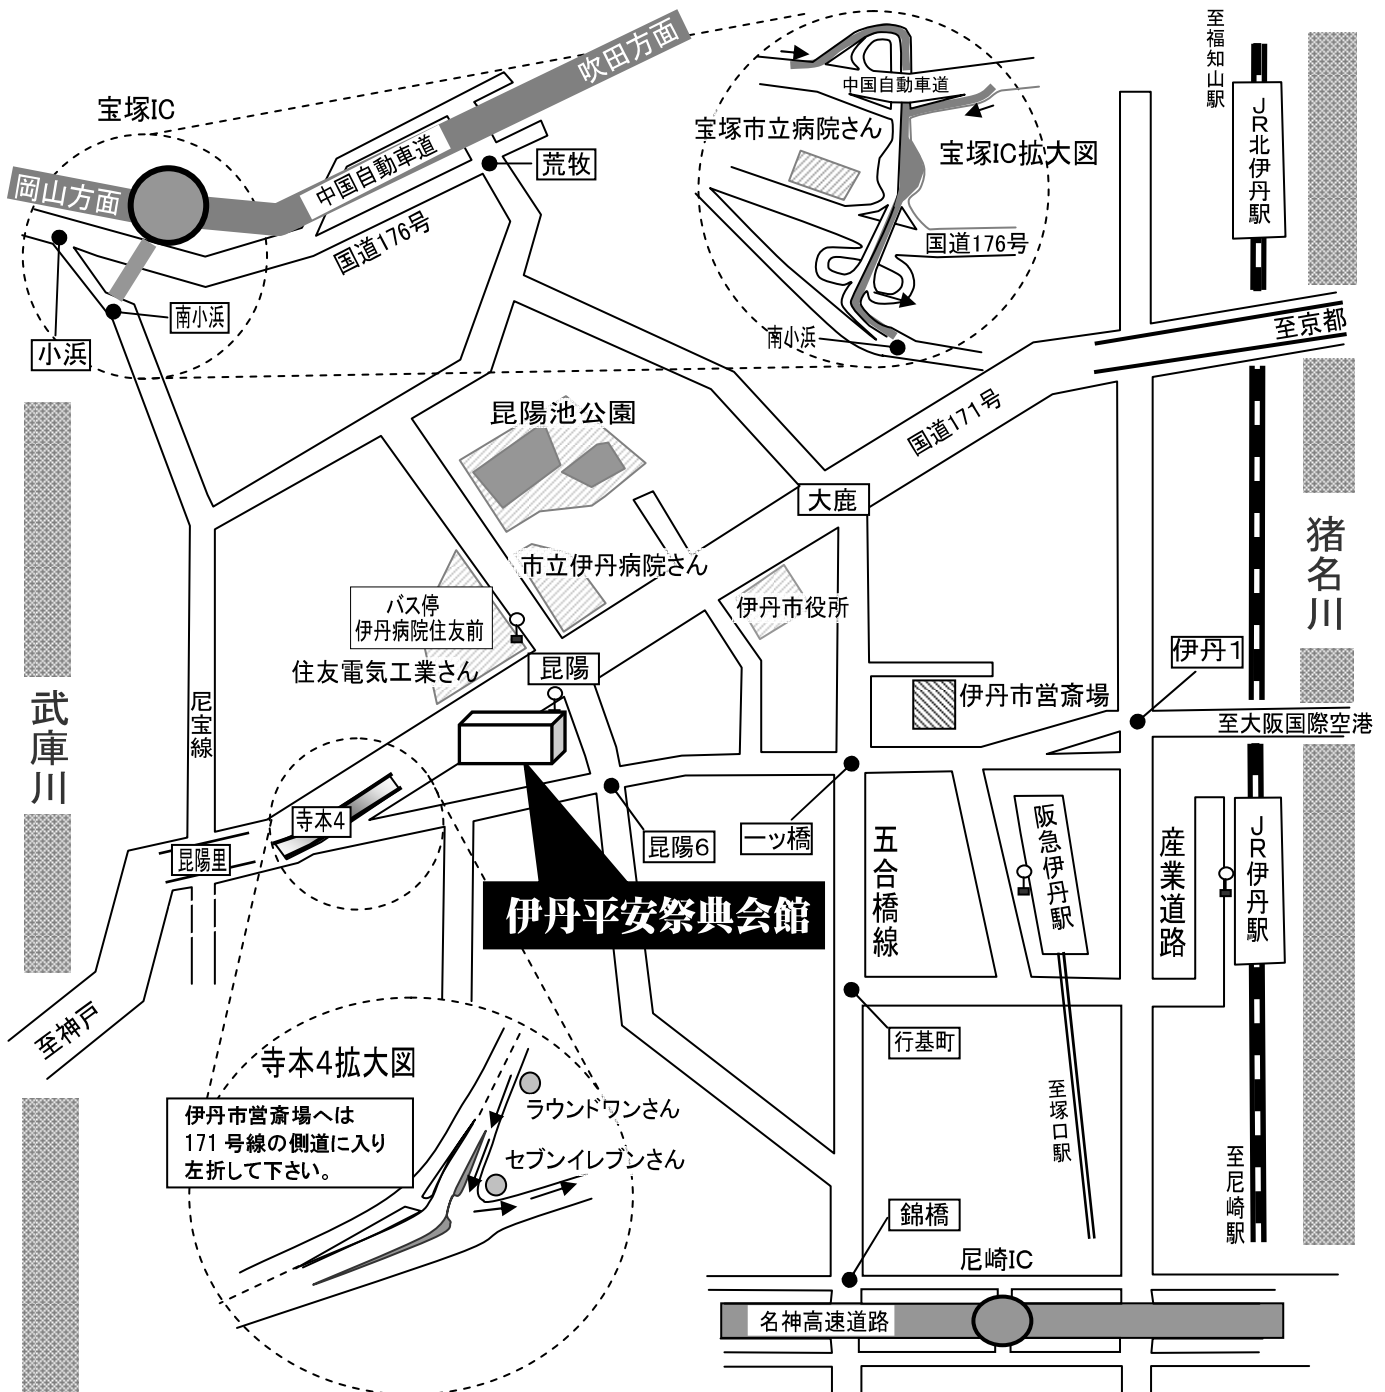 至福知山駅
吹田方面
宝塚IC
中国自動車道
中国自動車道
宝塚市立病院さん
宝塚IC拡大図
荒牧
JR北伊丹駅
岡山方面
国道176号
国道176号
南小浜
小浜
南小浜
至京都
昆陽池公園
国道171号
大鹿
猪名川
市立伊丹病院さん
バス停
伊丹病院住友前
伊丹市役所
住友電気工業さん
昆陽
伊丹1
伊丹市営斎場
至大阪国際空港
武庫川
尼宝線
寺本4
昆陽里
昆陽6
一ッ橋
五合橋線
阪急伊丹駅
産業道路
JR伊丹駅
伊丹平安祭典会館
至神戸
行基町
寺本4拡大図
伊丹市営斎場へは
171号線の側道に入り
左折して下さい。
ラウンドワンさん
セブンイレブンさん
至塚口駅
至尼崎駅
錦橋
尼崎IC
名神高速道路